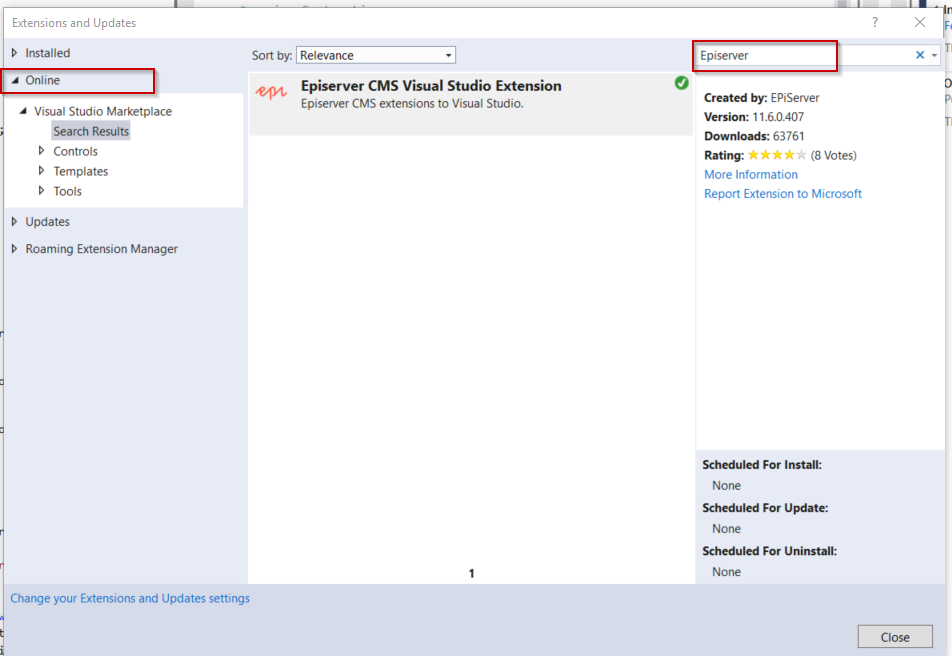 Extensions and Updates
?
Installed
Online
Visual Studio Marketplace
Search Results
Controls
Templates
Tools
Updates
Roaming Extension Manager
Sort by: Relevance
epi
Episerver CMS Visual Studio Extension
Episerver CMS extensions to Visual Studio.
1
Episerver
Created by: EPiServer
Version: 11.6.0.407
Downloads: 63761
Rating: (8 Votes)
More Information
Report Extension to Microsoft
Scheduled For Install:
None
Scheduled For Update:
None
Scheduled For Uninstall:
None
Change your Extensions and Updates settings
Close